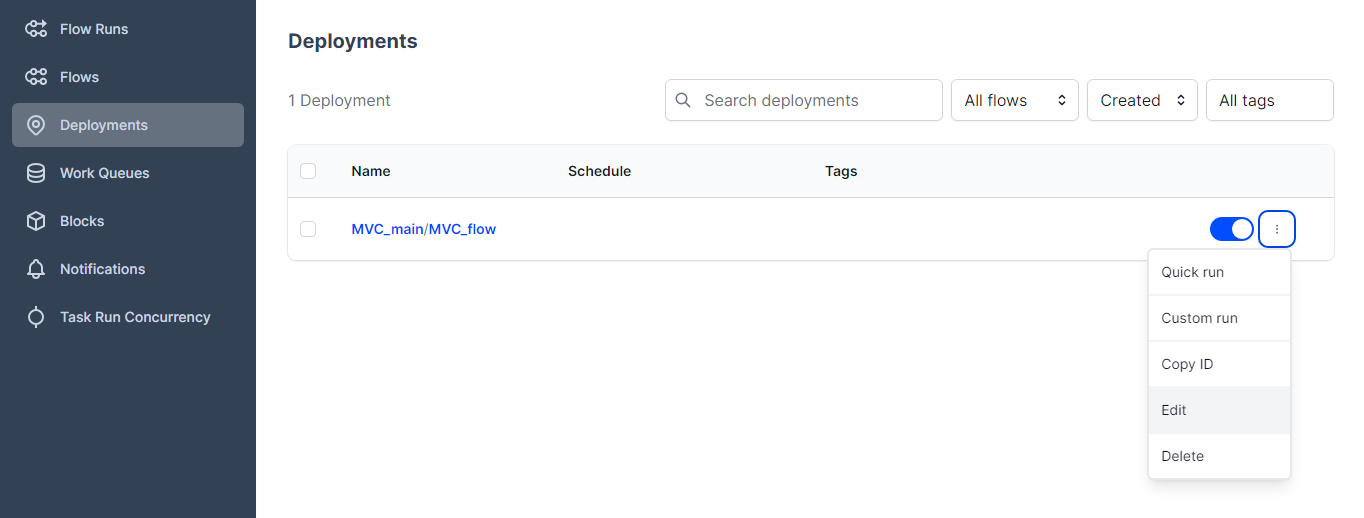 Flow Runs
Flows
Deployments
Work Queues
Blocks
Notifications
Task Run Concurrency
Deployments
1 Deployment
Search deployments
All flows
Created
All tags
Name Schedule Tags
MVC_main/MVC_flow
Quick run
Custom run
Copy ID
Edit
Delete